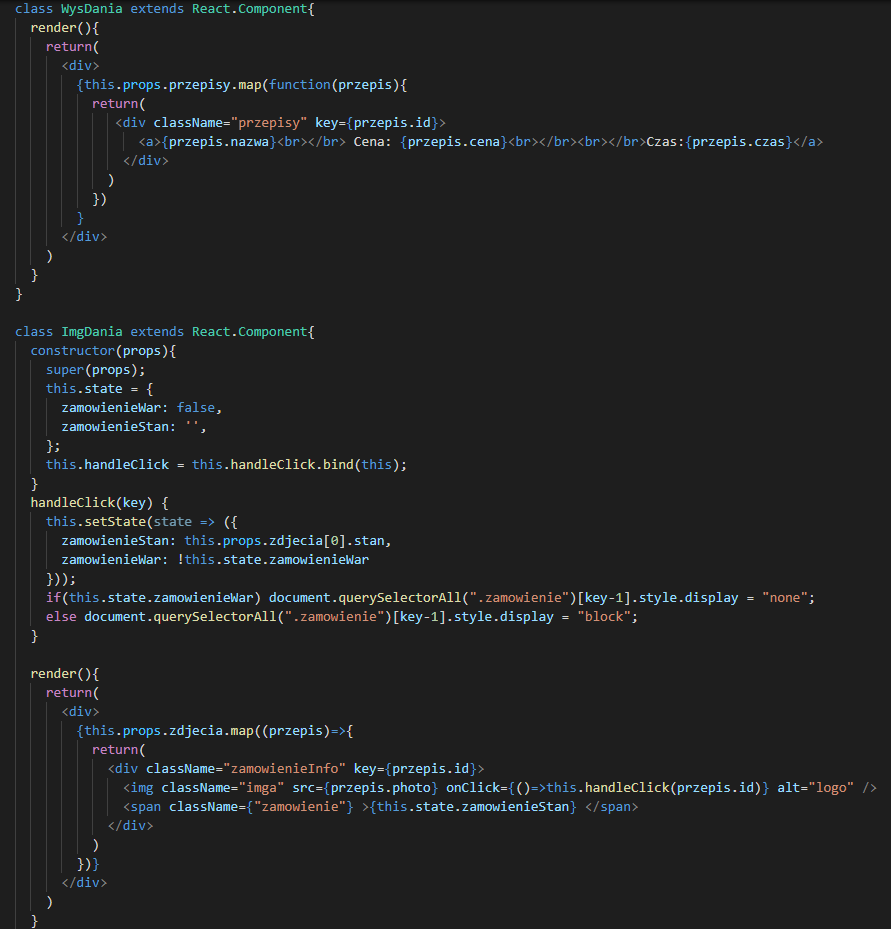 class WysDania extends React.Component{
render(){
return(
<div>
{this.props.przepisy.map(function(przepis){
return(
<div className="przepisy" key={przepis.id}>
<a>{przepis.nazwa}<br></br> Cena: {przepis.cena}<br></br><br></br>Czas:{przepis.czas}</a>
</div>
)
})
}
</div>
)
}
}
class ImgDania extends React.Component{
constructor(props){
super(props);
this.state = {
zamowienieWar: false,
zamowienieStan: '',
};
this.handleClick = this.handleClick.bind(this);
}
handleClick(key) {
this.setState(state => ({
zamowienieStan: this.props.zdjecia[0].stan,
zamowienieWar: !this.state.zamowienieWar
}));
if(this.state.zamowienieWar) document.querySelectorAll(".zamowienie")[key-1].style.display = "none";
else document.querySelectorAll(".zamowienie")[key-1].style.display = "block";
}
render(){
return(
<div>
{this.props.zdjecia.map((przepis)=>{
return(
<div className="zamowienieInfo" key={przepis.id}>
<img className="imga" src={przepis.photo} onClick={()=>this.handleClick(przepis.id)} alt="logo" />
<span className={"zamowienie"} >{this.state.zamowienieStan} </span>
</div>
)
})}
</div>
)
}